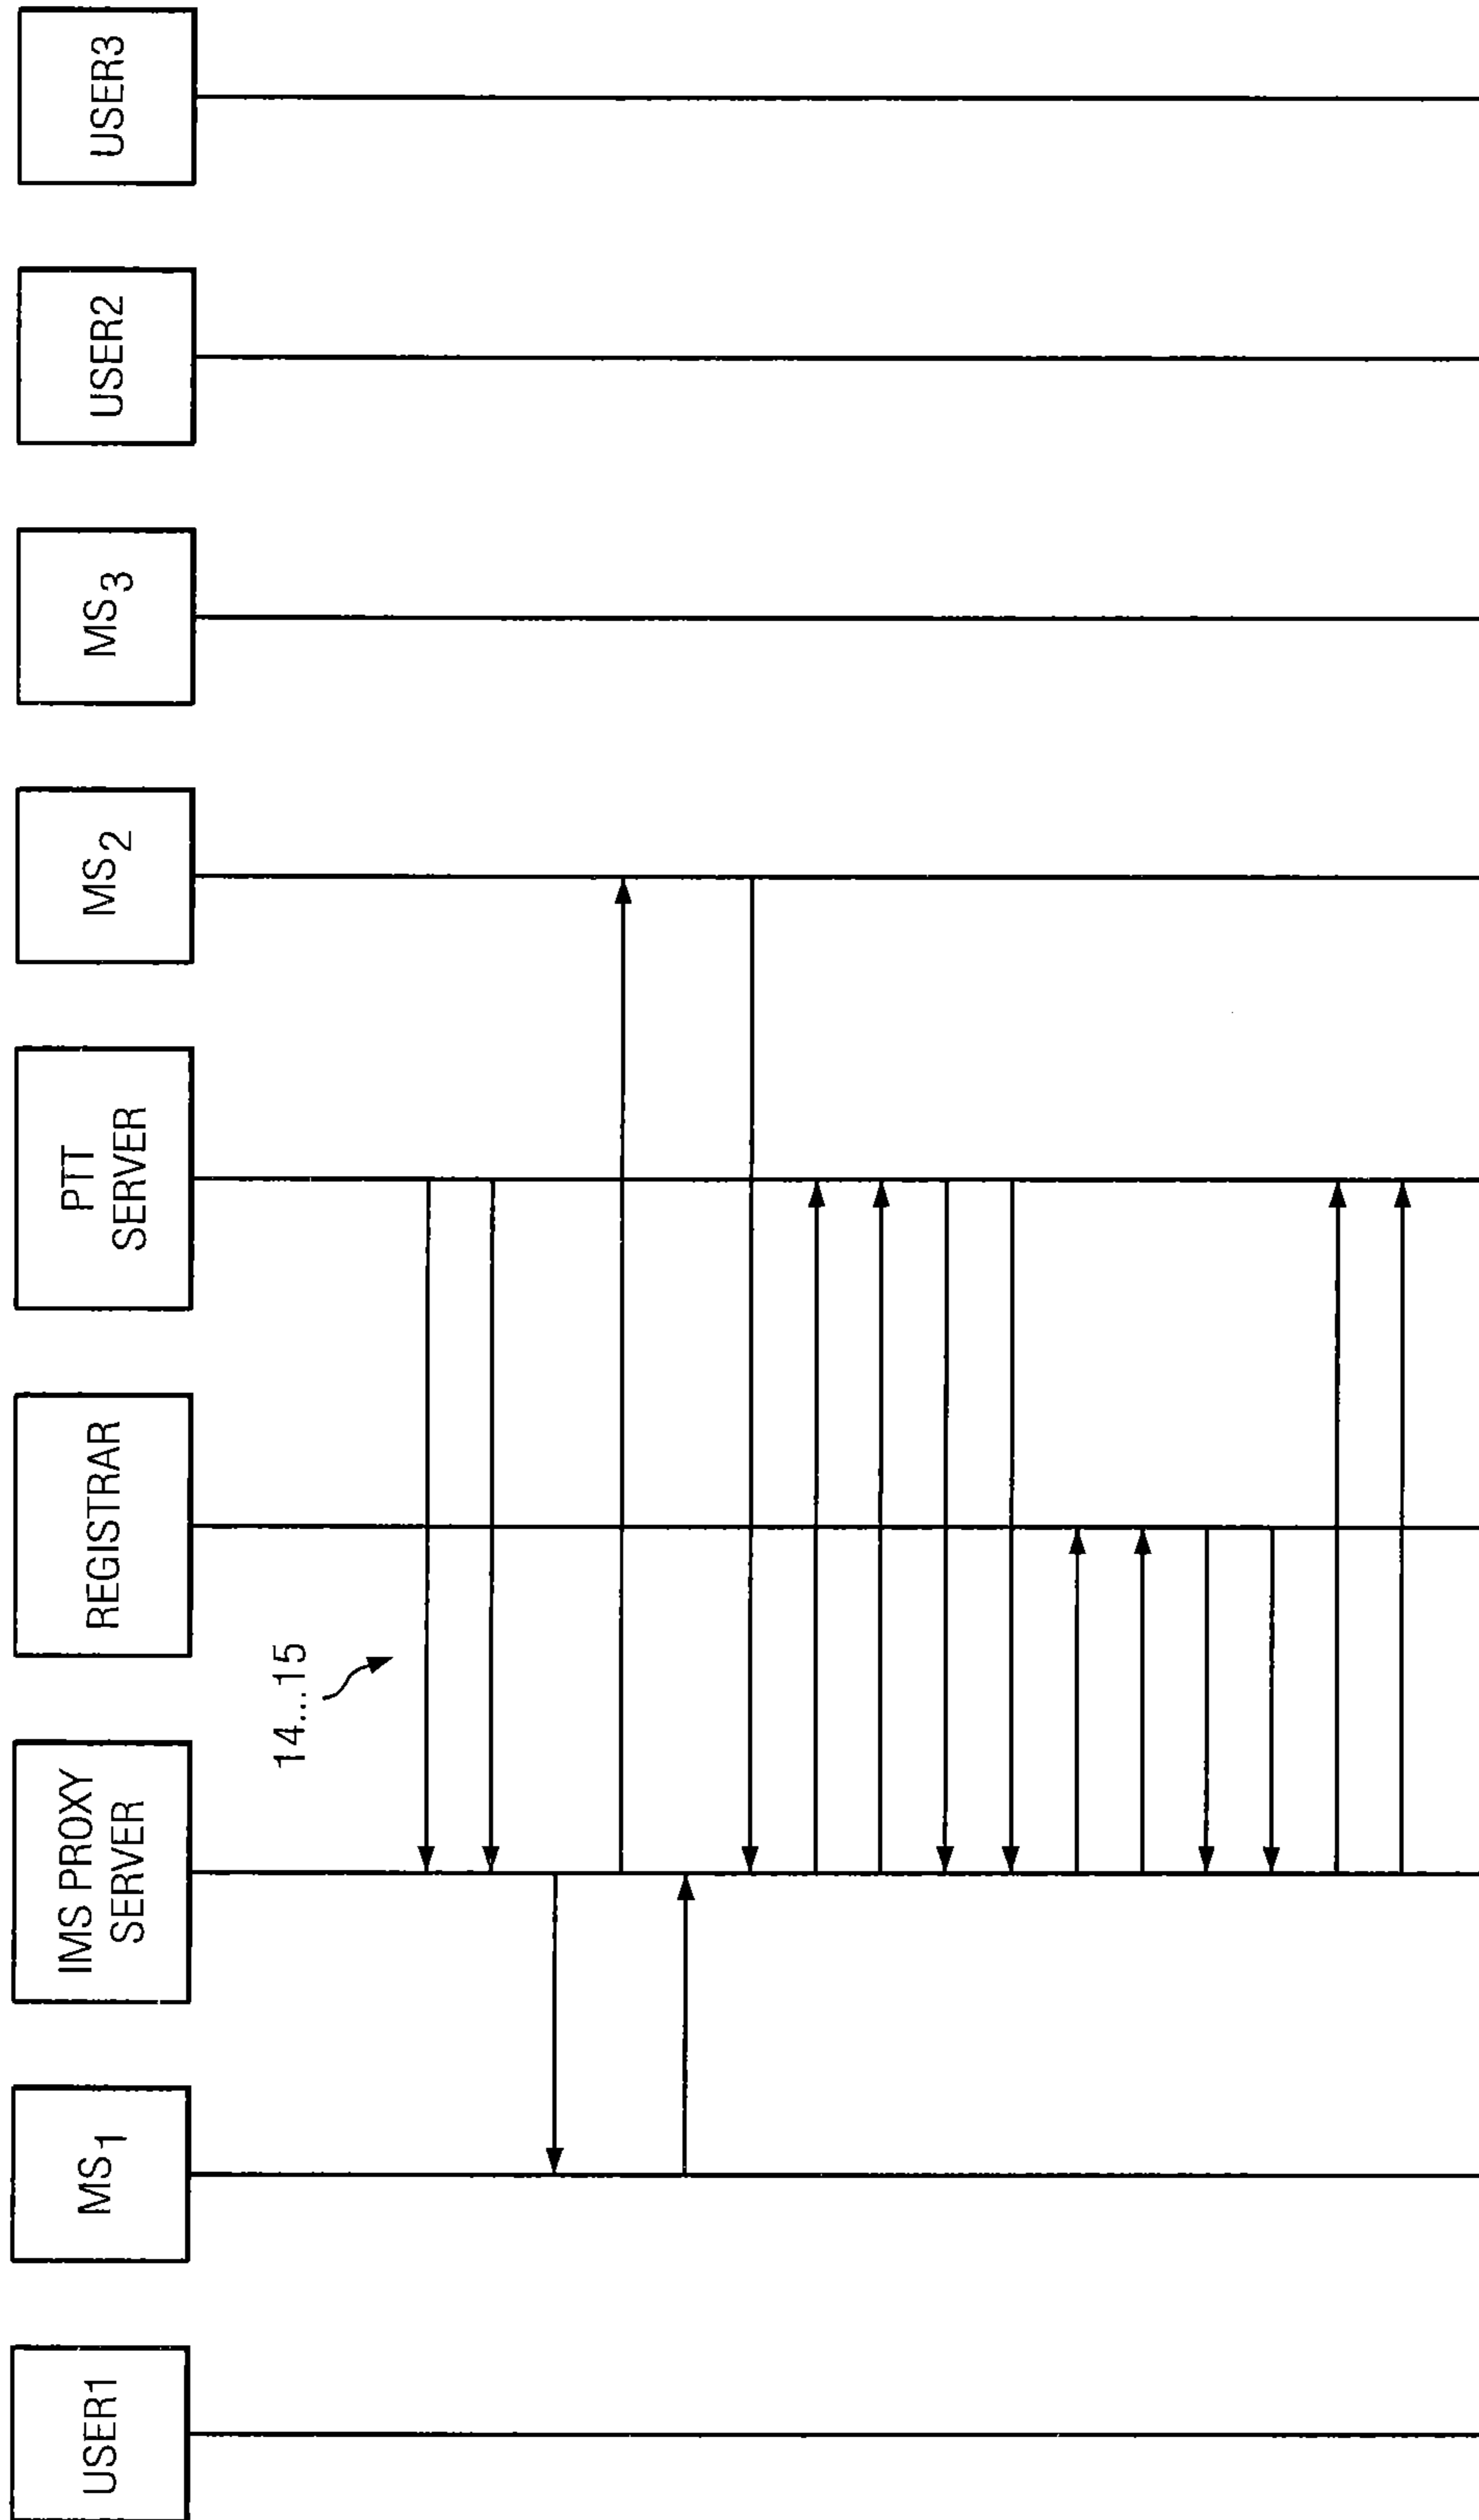 USER1
MS1
IMS PROXY
SERVER
REGISTRAR
PTT
SERVER
MS2
MS3
USER2
USER3
14...15